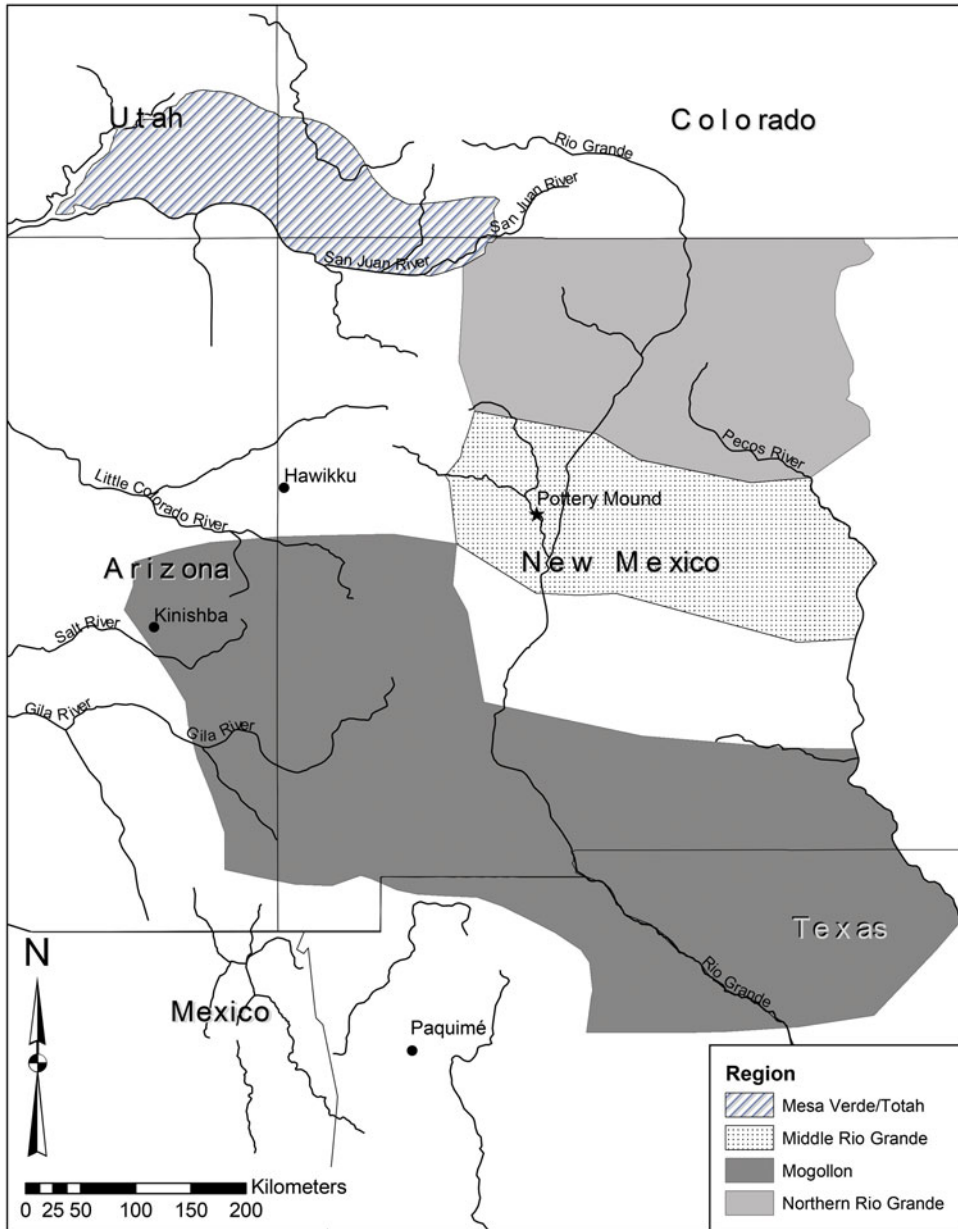 Utah
Colorado
Rio Grande
San Juan River
San Juan River
Pecos River
Little Colorado River
Hawikku
Pottery Mound
New Mexico
Arizona
Kinishba
Salt River
Gila River
Gila River
Texas
N
Rio Grande
Mexico
Paquimé
Region
Mesa Verde/Totah
Middle Rio Grande
Mogollon
Northern Rio Grande
Kilometers
0 25 50 100 150 200